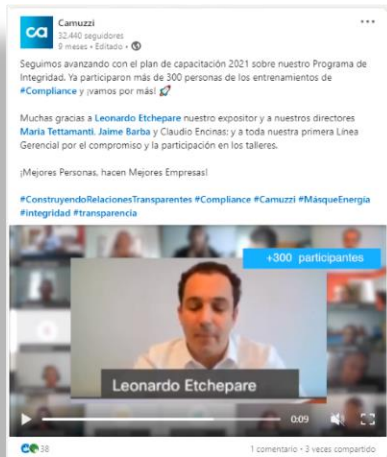 ca
Camuzzi
32.440 seguidores
9 meses • Editado •
Seguimos avanzando con el plan de capacitación 2021 sobre nuestro Programa de
Integridad. Ya participaron más de 300 personas de los entrenamientos de
#Compliance y ¡vamos por más! 🚀
Muchas gracias a Leonardo Etchepare nuestro expositor y a nuestros directores
Maria Tettamanti, Jaime Barba y Claudio Encinas; y a toda nuestra primera Línea
Gerencial por el compromiso y la participación en los talleres.
¡Mejores Personas, hacen Mejores Empresas!
#ConstruyendoRelacionesTransparentes #Compliance #Camuzzi #MásqueEnergía
#integridad #transparencia
+300 participantes
Leonardo Etchepare
0:09
38
1 comentario • 3 veces compartido